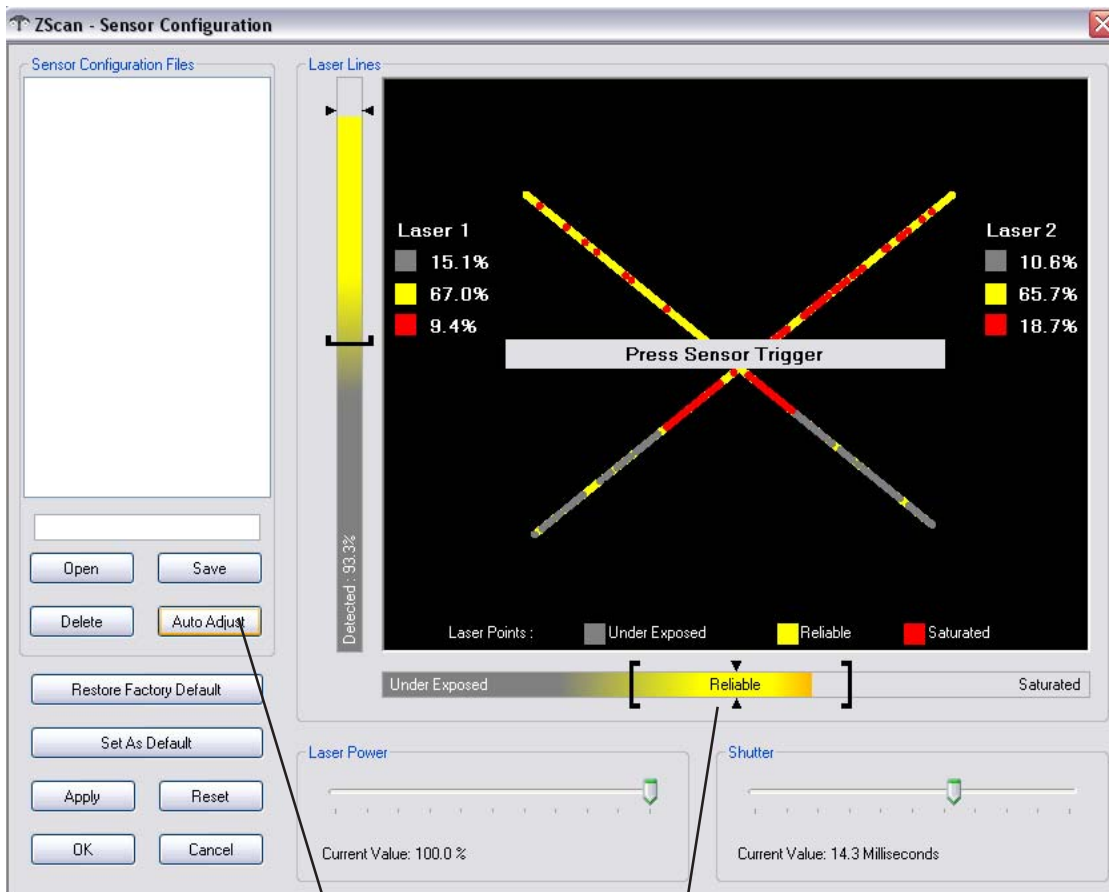 ZScan - Sensor Configuration
Sensor Configuration Files
Open
Save
Delete
Auto Adjust
Restore Factory Default
Set As Default
Apply
Reset
OK
Cancel
Laser Lines
Detected : 93.3%
Laser 1
15.1%
67.0%
9.4%
Laser 2
10.6%
65.7%
18.7%
Press Sensor Trigger
Laser Points : Under Exposed Reliable Saturated
Under Exposed Reliable Saturated
Laser Power
Current Value: 100.0 %
Shutter
Current Value: 14.3 Milliseconds